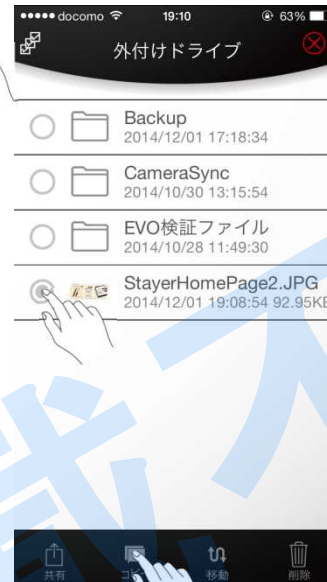 docomo 19:10 63%
外付けドライブ
Backup
2014/12/01 17:18:34
CameraSync
2014/10/30 13:15:54
EVO検証ファイル
2014/10/28 11:49:30
StayerHomePage2.JPG
2014/12/01 19:08:54 92.95KB
共有 移動 削除